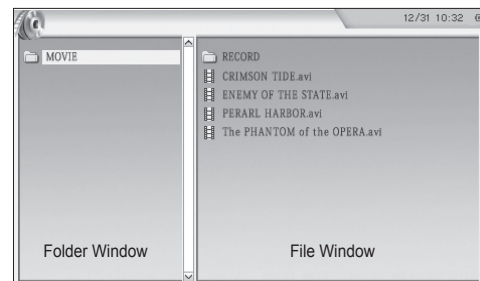 12/31 10:32
MOVIE
RECORD
CRIMSON TIDE.avi
ENEMY OF THE STATE.avi
PERARL HARBOR.avi
The PHANTOM of the OPERA.avi
Folder Window
File Window